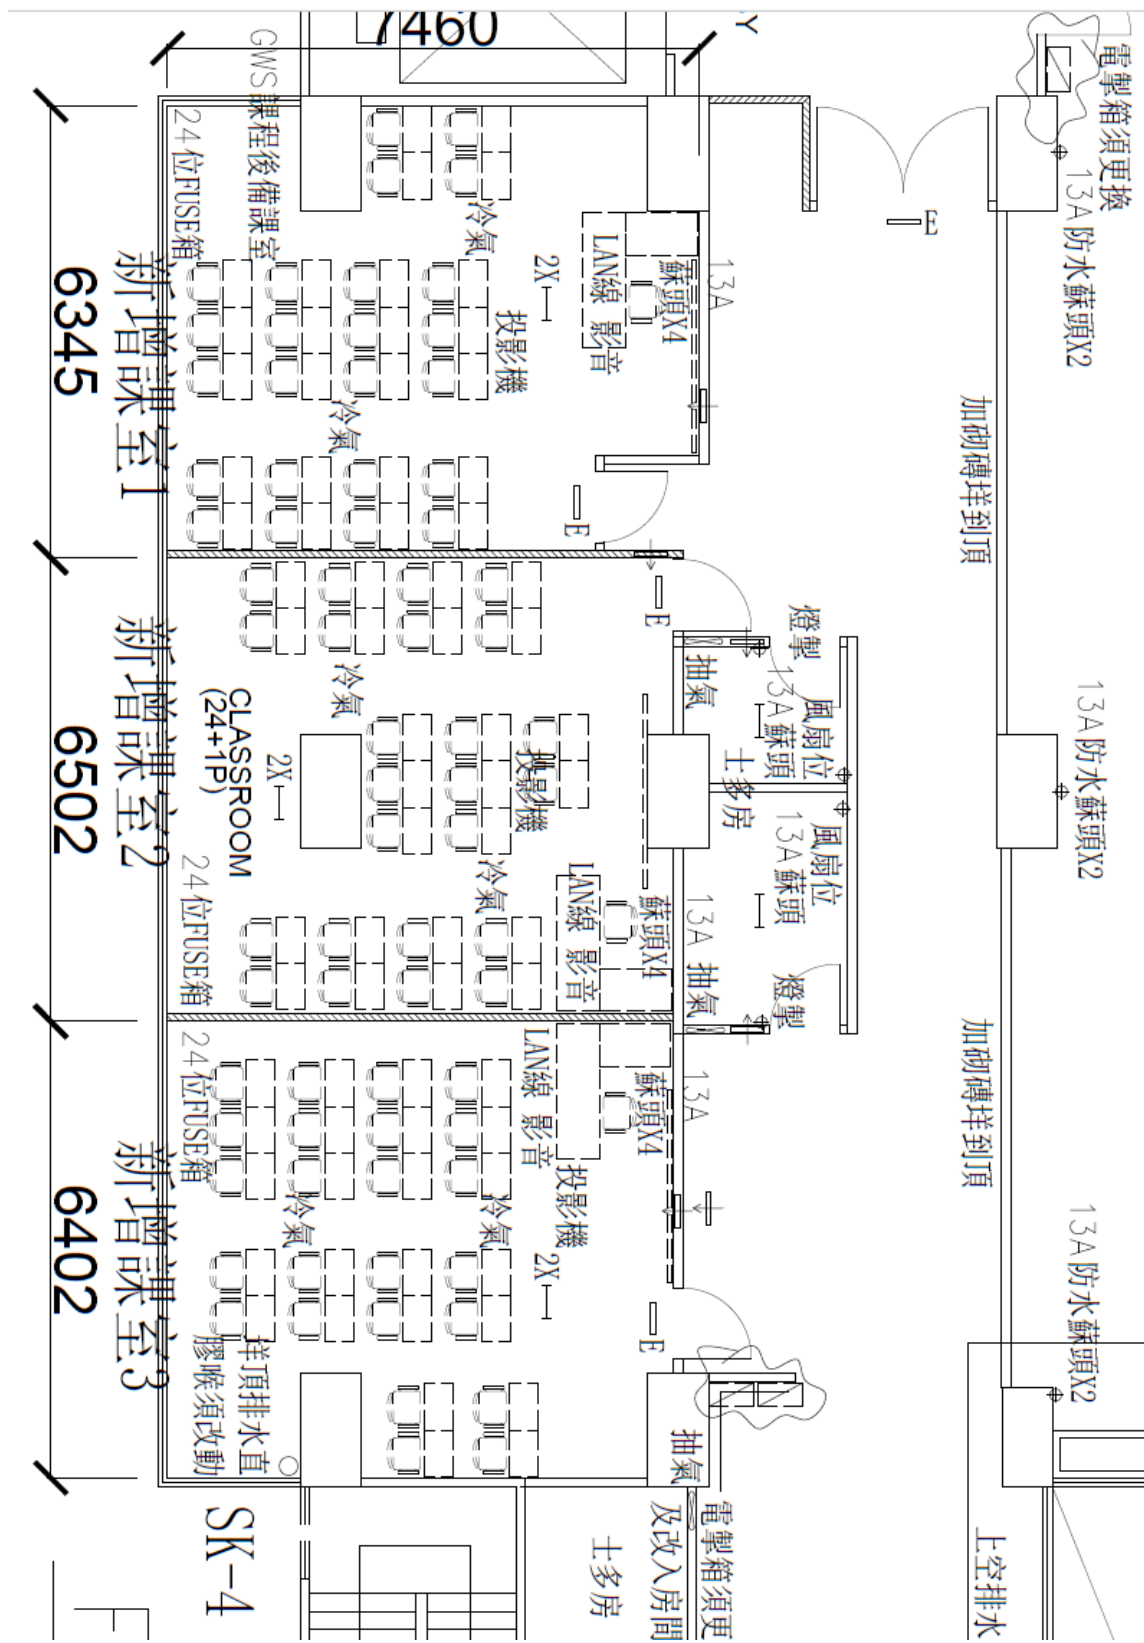 7460
Y
GWS課程後備課室
24位FUSE箱
冷氣
2X
LAN線 影音
蘇頭X4
13A
投影機
冷氣
E
E
新增課室1
6345
電製箱須更換
13A防水蘇頭X2
加砌磚垟到頂
E
冷氣
CLASSROOM
(24+1P)
2X
投影機
冷氣
LAN線 影音
蘇頭X4
13A
24位FUSE箱
新增課室2
6502
燈掣
抽氣
風扇位
13A蘇頭
士多房
風扇位
13A蘇頭
抽氣
燈掣
13A防水蘇頭X2
24位FUSE箱
LAN線 影音
蘇頭X4
13A
投影機
冷氣
冷氣
2X
E
新增課室3
6402
垟頂排水直
膠喉須改動
加砌磚垟到頂
13A防水蘇頭X2
抽氣
電製箱須更
及改入房間
士多房
上空排水
SK-4